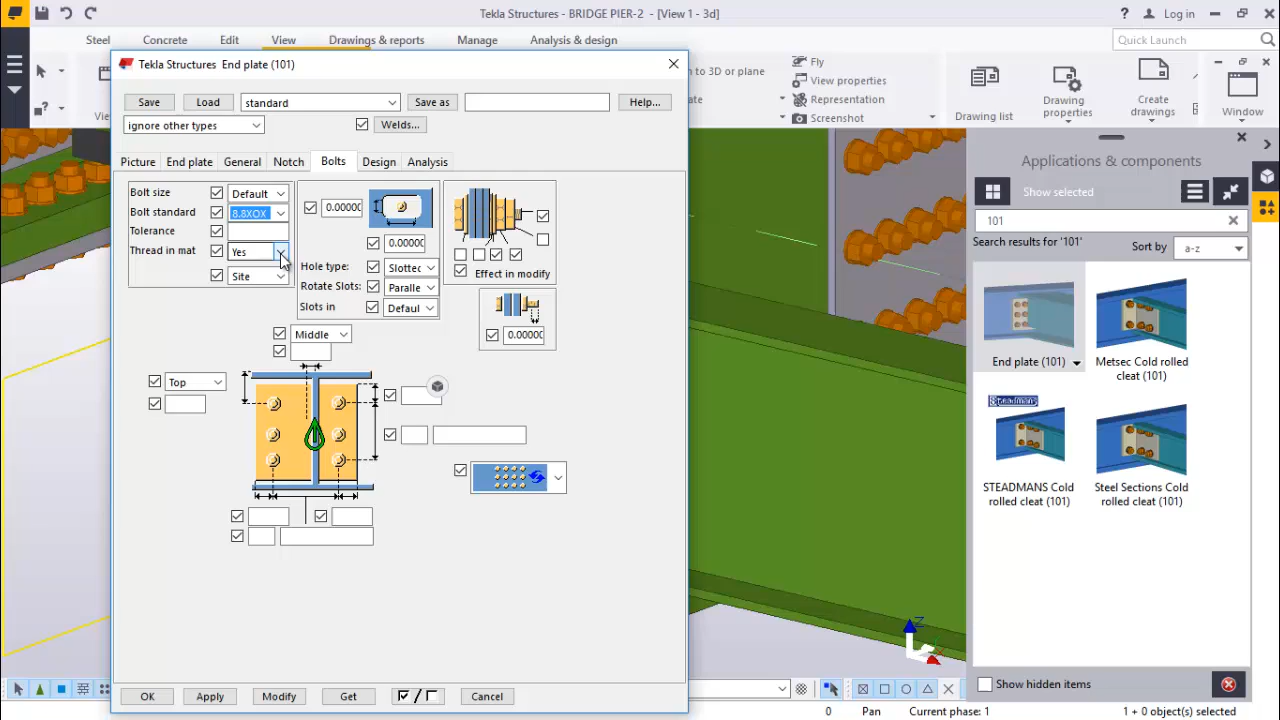 Tekla Structures - BRIDGE PIER-2 - [View 1 - 3d]
? Log in
Steel Concrete Edit View Drawings & reports Manage Analysis & design
Quick Launch
Tekla Structures End plate (101)
Fly
View properties
Representation
Screenshot
n to 3D or plane
Drawing list
Drawing properties
Create drawings
Window
Save Load standard Save as Help...
ignore other types Welds...
Picture End plate General Notch Bolts Design Analysis
Bolt size Default
Bolt standard 8.8XOX
Tolerance
Thread in mat Yes
Site
0.00000
0.00000
Hole type: Slotted
Rotate Slots: Paralle
Slots in Defaul
Effect in modify
0.00000
Middle
Top
OK Apply Modify Get / Cancel
Applications & components
Show selected
101
Search results for '101'
Sort by a-z
End plate (101)
Metsec Cold rolled cleat (101)
Steadmans
STEADMANS Cold rolled cleat (101)
Steel Sections Cold rolled cleat (101)
Show hidden items
Z
0 Pan Current phase: 1 1 + 0 object(s) selected